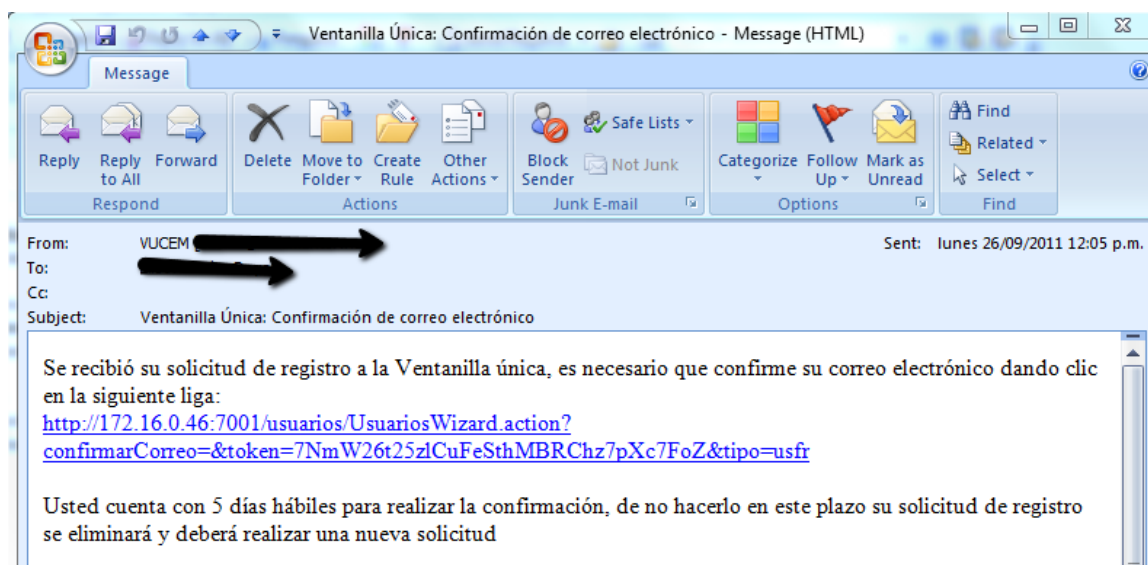 Ventanilla Única: Confirmación de correo electrónico - Message (HTML)
Message
Reply
Reply to All
Forward
Respond
Delete
Move to Folder
Create Rule
Other Actions
Actions
Block Sender
Safe Lists
Not Junk
Junk E-mail
Categorize
Follow Up
Mark as Unread
Options
Find
Related
Select
Find
From: VUCEM
Sent: lunes 26/09/2011 12:05 p.m.
To:
Cc:
Subject: Ventanilla Única: Confirmación de correo electrónico
Se recibió su solicitud de registro a la Ventanilla única, es necesario que confirme su correo electrónico dando clic
en la siguiente liga:
http://172.16.0.46:7001/usuarios/UsuariosWizard.action?
confirmarCorreo=&token=7NmW26t25zlCuFeSthMBRChz7pXc7FoZ&tipo=usfr
Usted cuenta con 5 días hábiles para realizar la confirmación, de no hacerlo en este plazo su solicitud de registro
se eliminará y deberá realizar una nueva solicitud